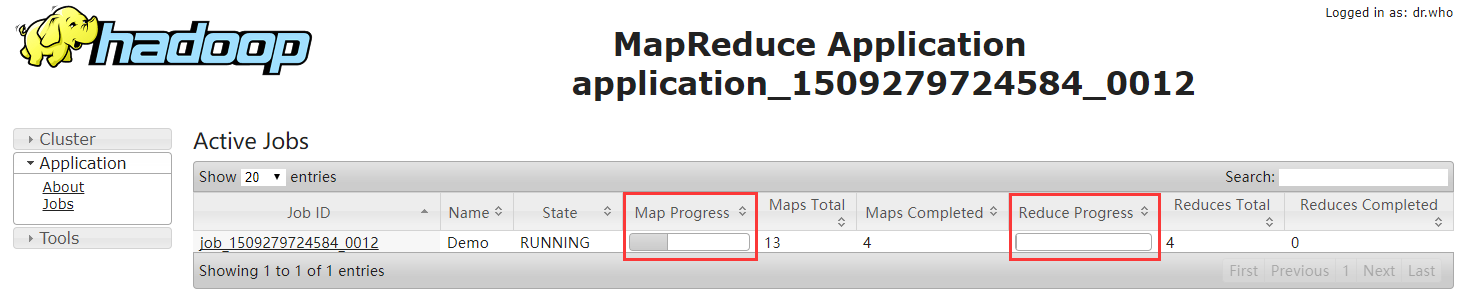 Logged in as: dr.who
hadoop
MapReduce Application
application_1509279724584_0012
Cluster
Application
About
Jobs
Tools
Active Jobs
Show 20 entries
Search:
Job ID Name State Map Progress Maps Total Maps Completed Reduce Progress Reduces Total Reduces Completed
job_1509279724584_0012 Demo RUNNING 13 4 4 0
Showing 1 to 1 of 1 entries
First Previous 1 Next Last